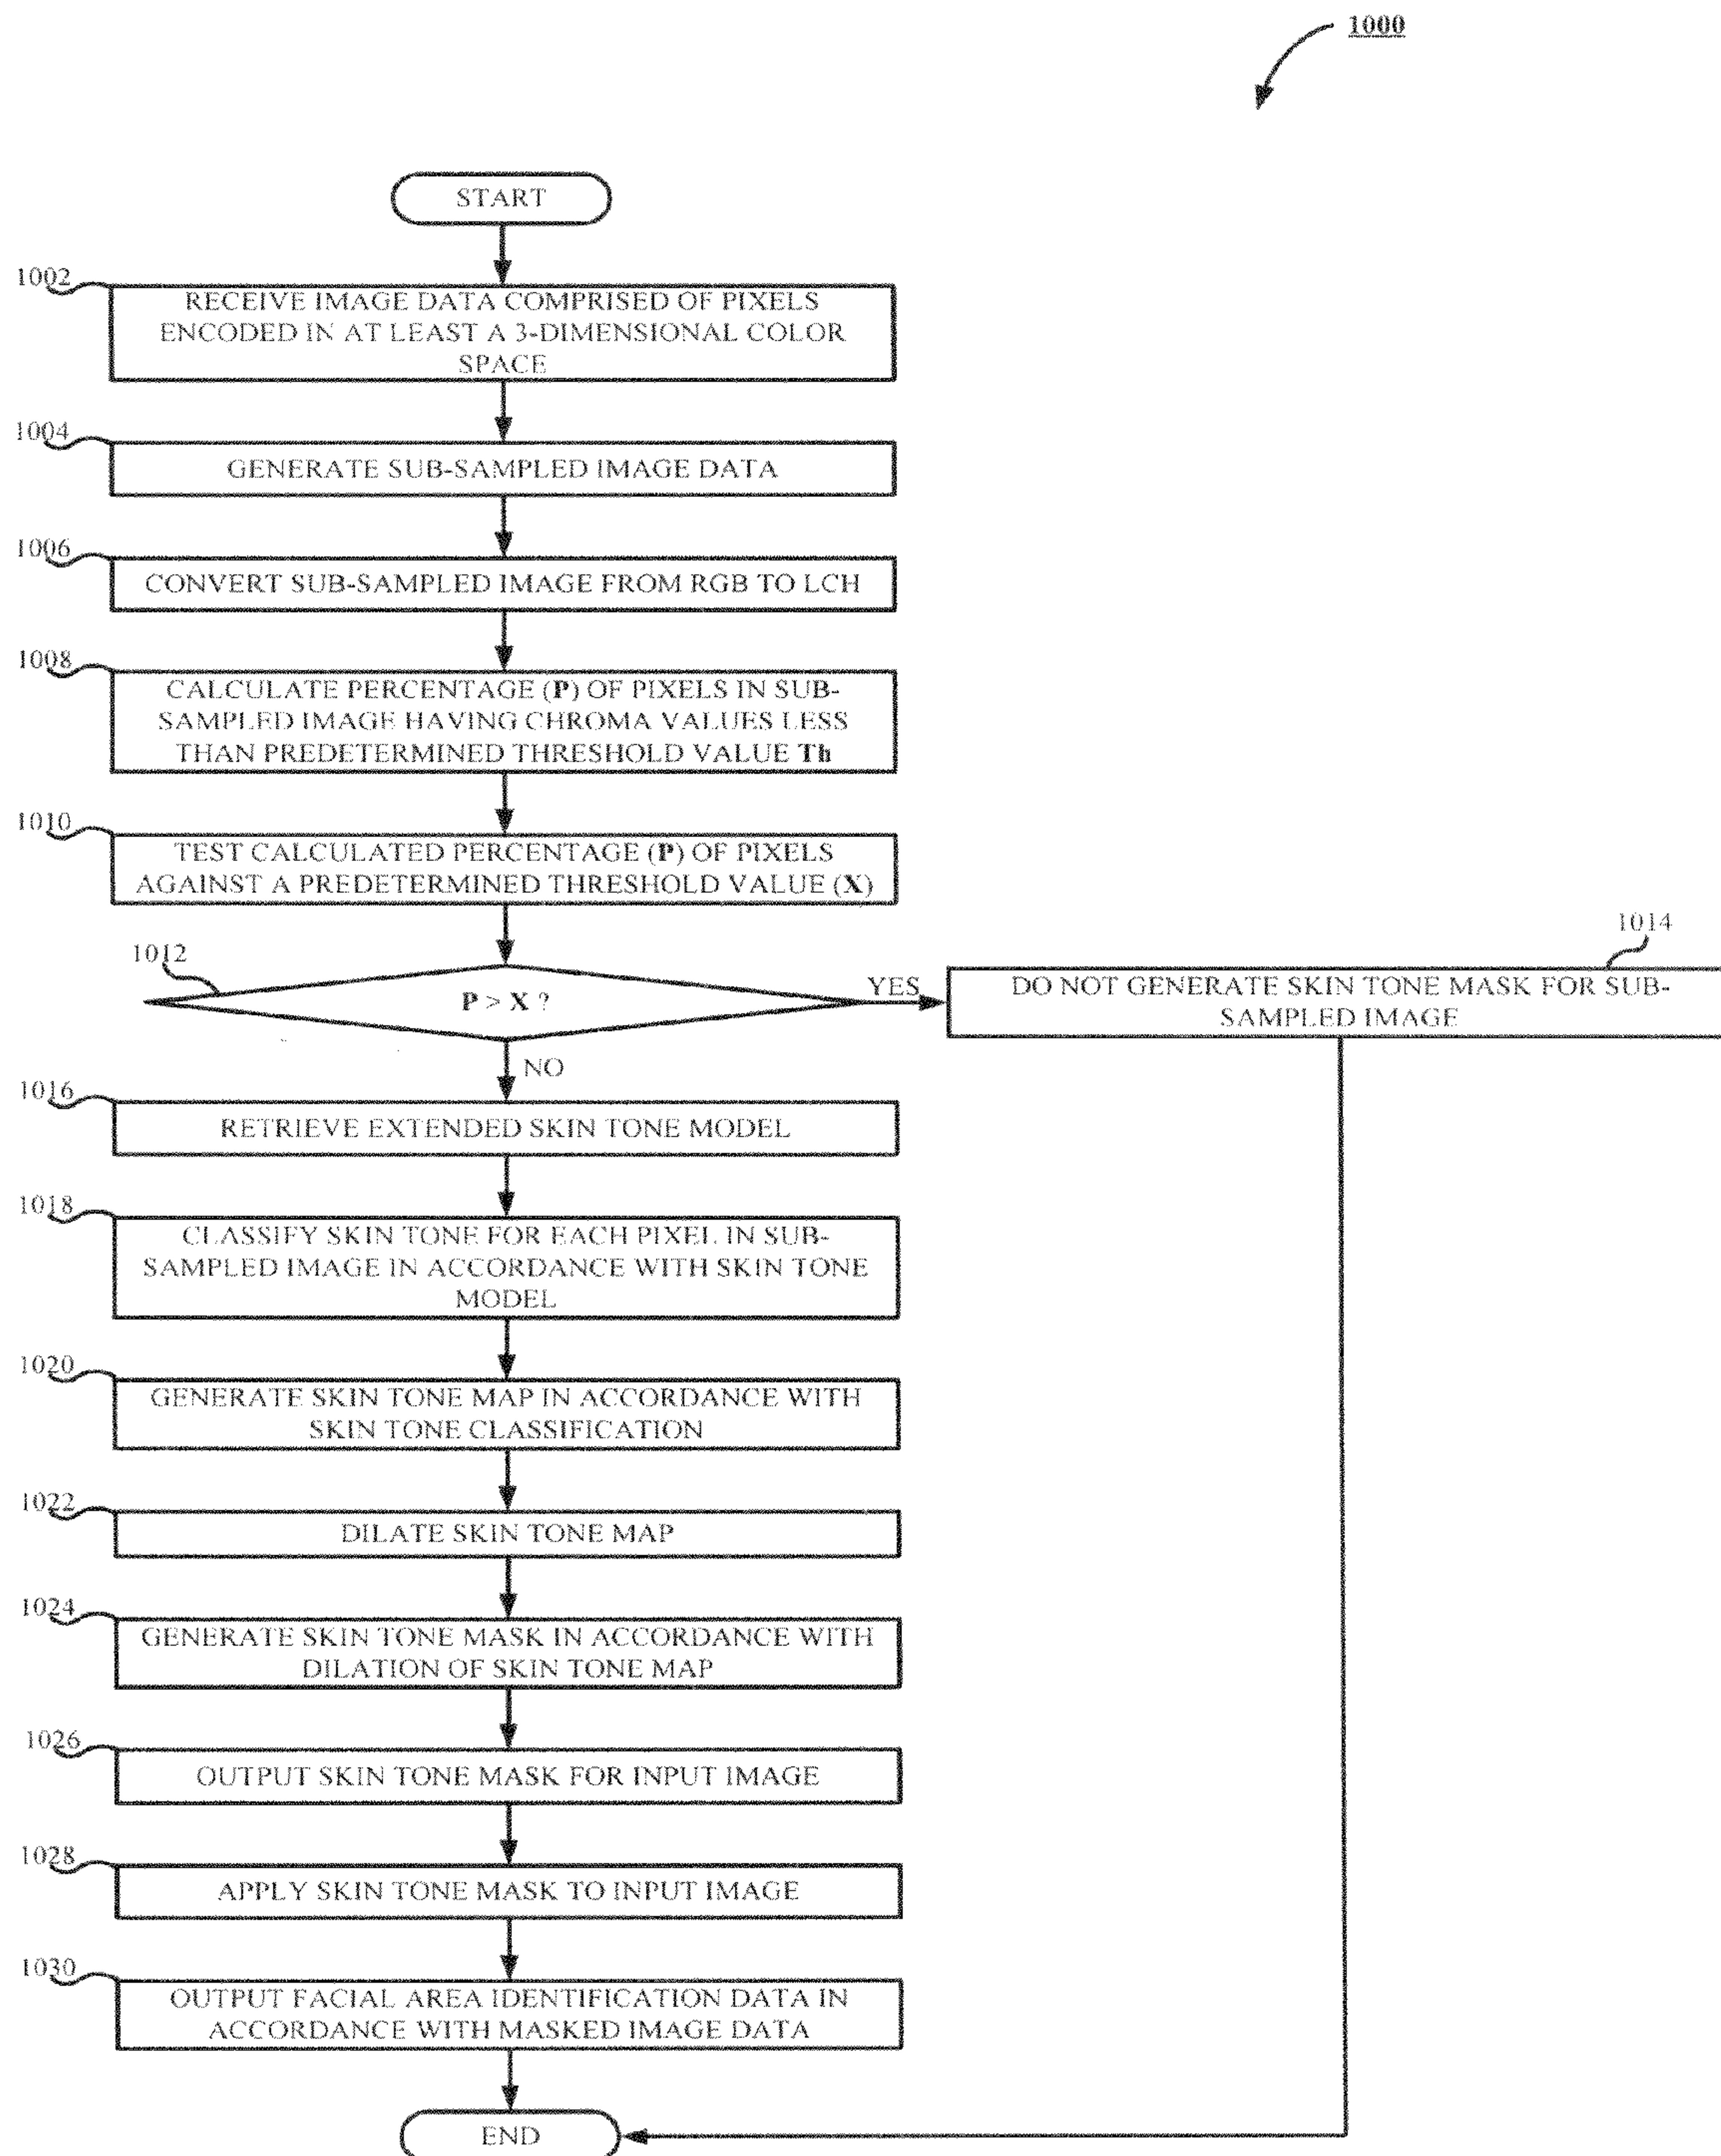 1000
START
1002
RECEIVE IMAGE DATA COMPRISED OF PIXELS
ENCODED IN AT LEAST A 3-DIMENSIONAL COLOR
SPACE
1004
GENERATE SUB-SAMPLED IMAGE DATA
1006
CONVERT SUB-SAMPLED IMAGE FROM RGB TO LCH
1008
CALCULATE PERCENTAGE (P) OF PIXELS IN SUB-
SAMPLED IMAGE HAVING CHROMA VALUES LESS
THAN PREDETERMINED THRESHOLD VALUE Th
1010
TEST CALCULATED PERCENTAGE (P) OF PIXELS
AGAINST A PREDETERMINED THRESHOLD VALUE (X)
1012
P > X ?
YES
1014
DO NOT GENERATE SKIN TONE MASK FOR SUB-
SAMPLED IMAGE
NO
1016
RETRIEVE EXTENDED SKIN TONE MODEL
1018
CLASSIFY SKIN TONE FOR EACH PIXEL IN SUB-
SAMPLED IMAGE IN ACCORDANCE WITH SKIN TONE
MODEL
1020
GENERATE SKIN TONE MAP IN ACCORDANCE WITH
SKIN TONE CLASSIFICATION
1022
DILATE SKIN TONE MAP
1024
GENERATE SKIN TONE MASK IN ACCORDANCE WITH
DILATION OF SKIN TONE MAP
1026
OUTPUT SKIN TONE MASK FOR INPUT IMAGE
1028
APPLY SKIN TONE MASK TO INPUT IMAGE
1030
OUTPUT FACIAL AREA IDENTIFICATION DATA IN
ACCORDANCE WITH MASKED IMAGE DATA
END